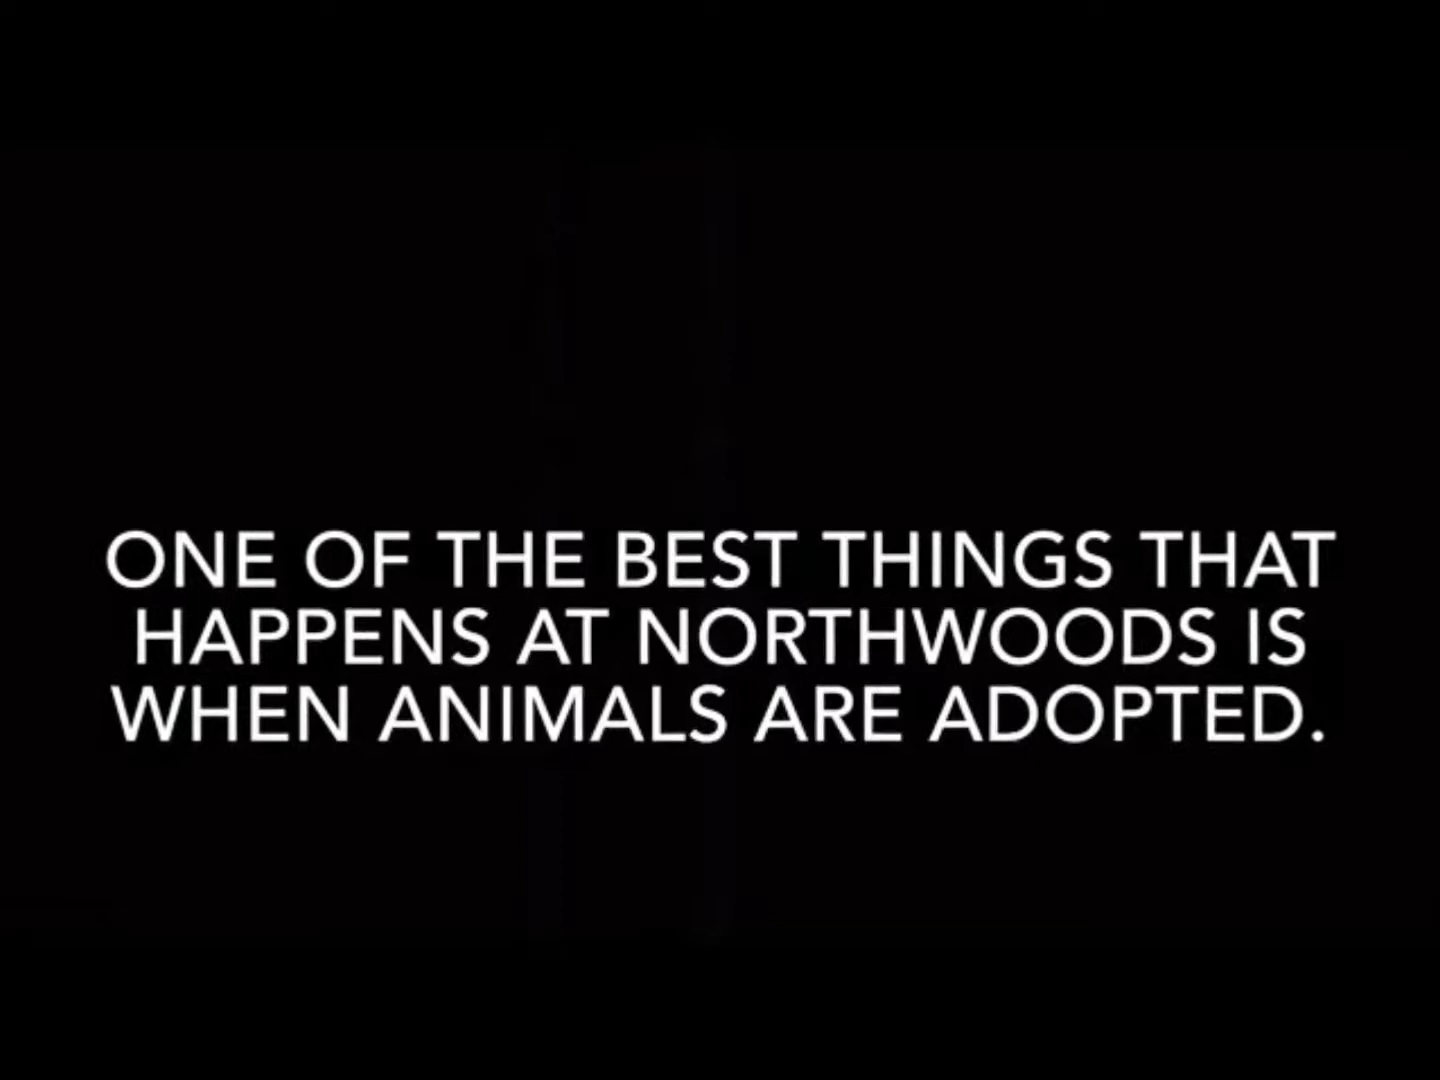 ONE OF THE BEST THINGS THAT
HAPPENS AT NORTHWOODS IS
WHEN ANIMALS ARE ADOPTED.